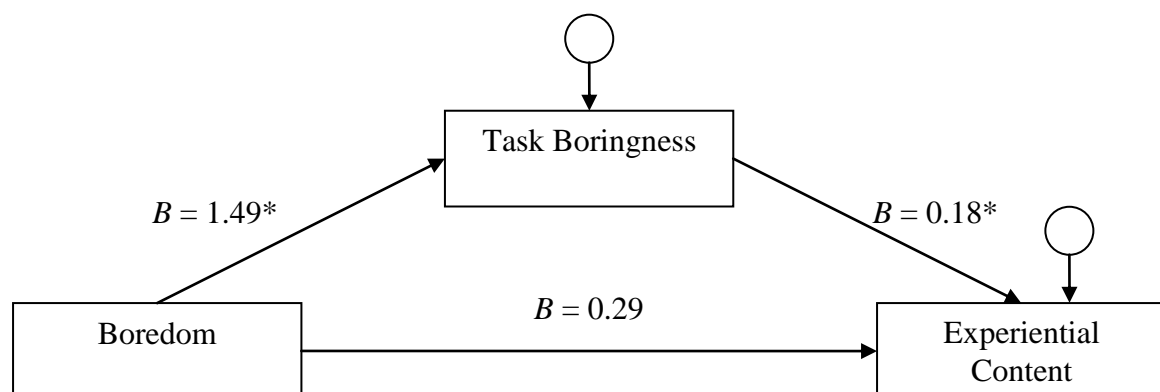 Task Boringness
B = 1.49*
B = 0.18*
B = 0.29
Boredom
Experiential
Content